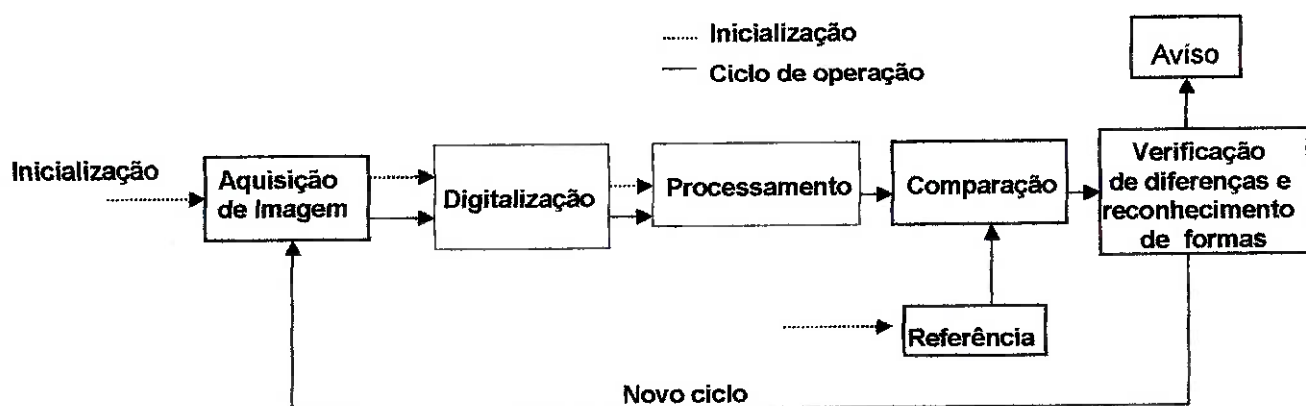 Inicialização
Ciclo de operação
Aviso
Inicialização
Aquisição
de Imagem
Digitalização
Processamento
Comparação
Verificação
de diferenças e
reconhecimento
de formas
Referência
Novo ciclo